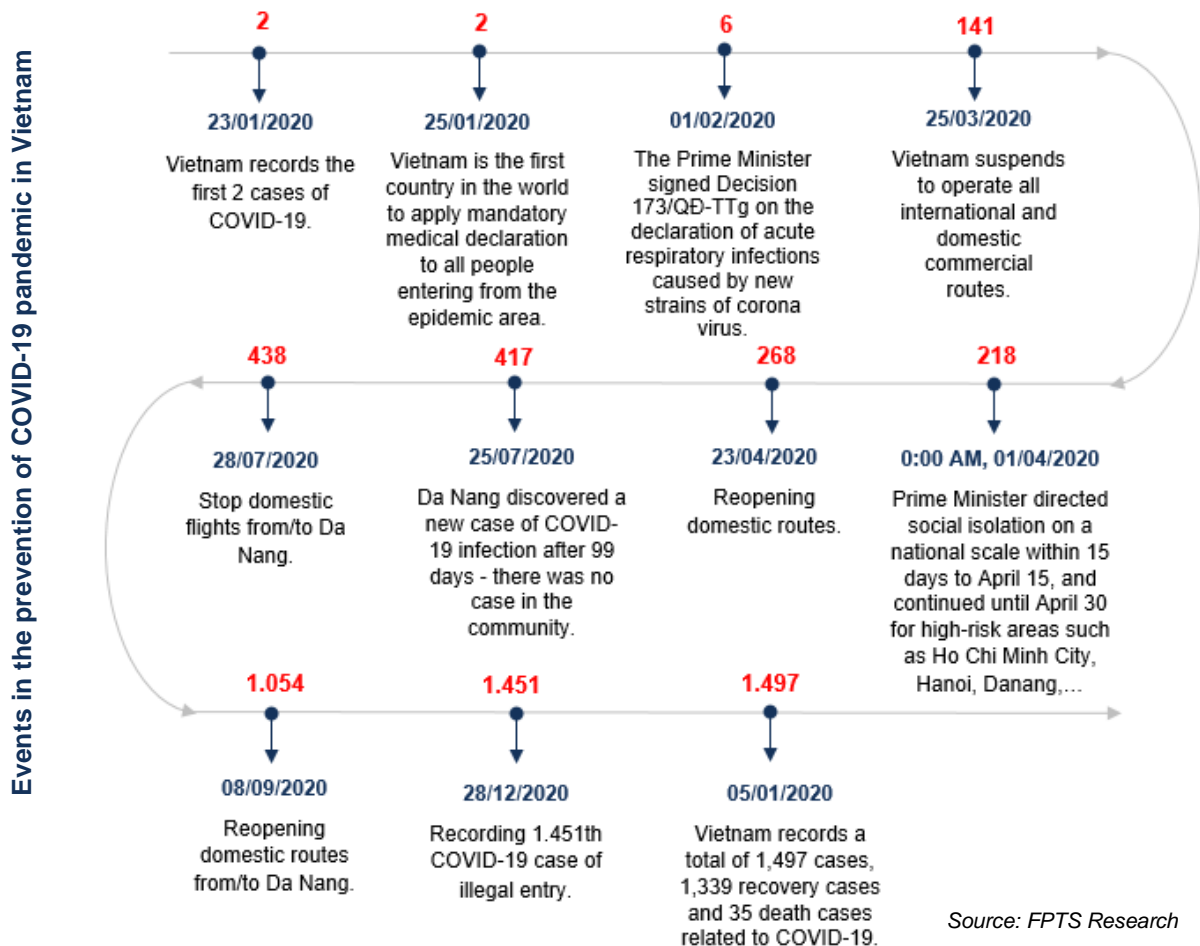 Events in the prevention of COVID-19 pandemic in Vietnam
2
23/01/2020
Vietnam records the
first 2 cases of
COVID-19.
2
25/01/2020
Vietnam is the first
country in the world
to apply mandatory
medical declaration
to all people
entering from the
epidemic area.
6
01/02/2020
The Prime Minister
signed Decision
173/QĐ-TTg on the
declaration of acute
respiratory infections
caused by new
strains of corona
virus.
141
25/03/2020
Vietnam suspends
to operate all
international and
domestic
commercial
routes.
218
0:00 AM, 01/04/2020
Prime Minister directed
social isolation on a
national scale within 15
days to April 15, and
continued until April 30
for high-risk areas such
as Ho Chi Minh City,
Hanoi, Danang,…
268
23/04/2020
Reopening
domestic routes.
417
25/07/2020
Da Nang discovered a
new case of COVID-
19 infection after 99
days - there was no
case in the
community.
438
28/07/2020
Stop domestic
flights from/to Da
Nang.
1.054
08/09/2020
Reopening
domestic routes
from/to Da Nang.
1.451
28/12/2020
Recording 1.451th
COVID-19 case of
illegal entry.
1.497
05/01/2020
Vietnam records a
total of 1,497 cases,
1,339 recovery cases
and 35 death cases
related to COVID-19.
Source: FPTS Research